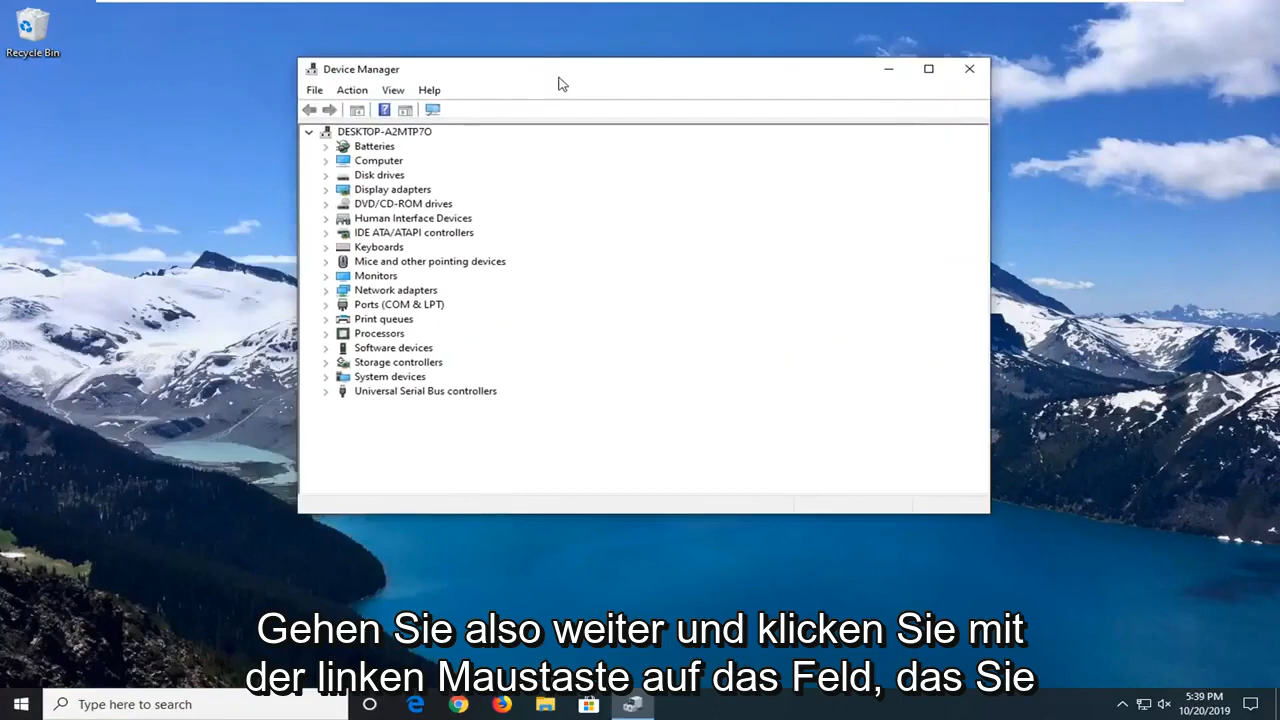 Recycle Bin
Device Manager
File Action View Help
DESKTOP-A2MTP7O
Batteries
Computer
Disk drives
Display adapters
DVD/CD-ROM drives
Human Interface Devices
IDE ATA/ATAPI controllers
Keyboards
Mice and other pointing devices
Monitors
Network adapters
Ports (COM & LPT)
Print queues
Processors
Software devices
Storage controllers
System devices
Universal Serial Bus controllers
Gehen Sie also weiter und klicken Sie mit
der linken Maustaste auf das Feld, das Sie
Type here to search
5:39 PM
10/20/2019